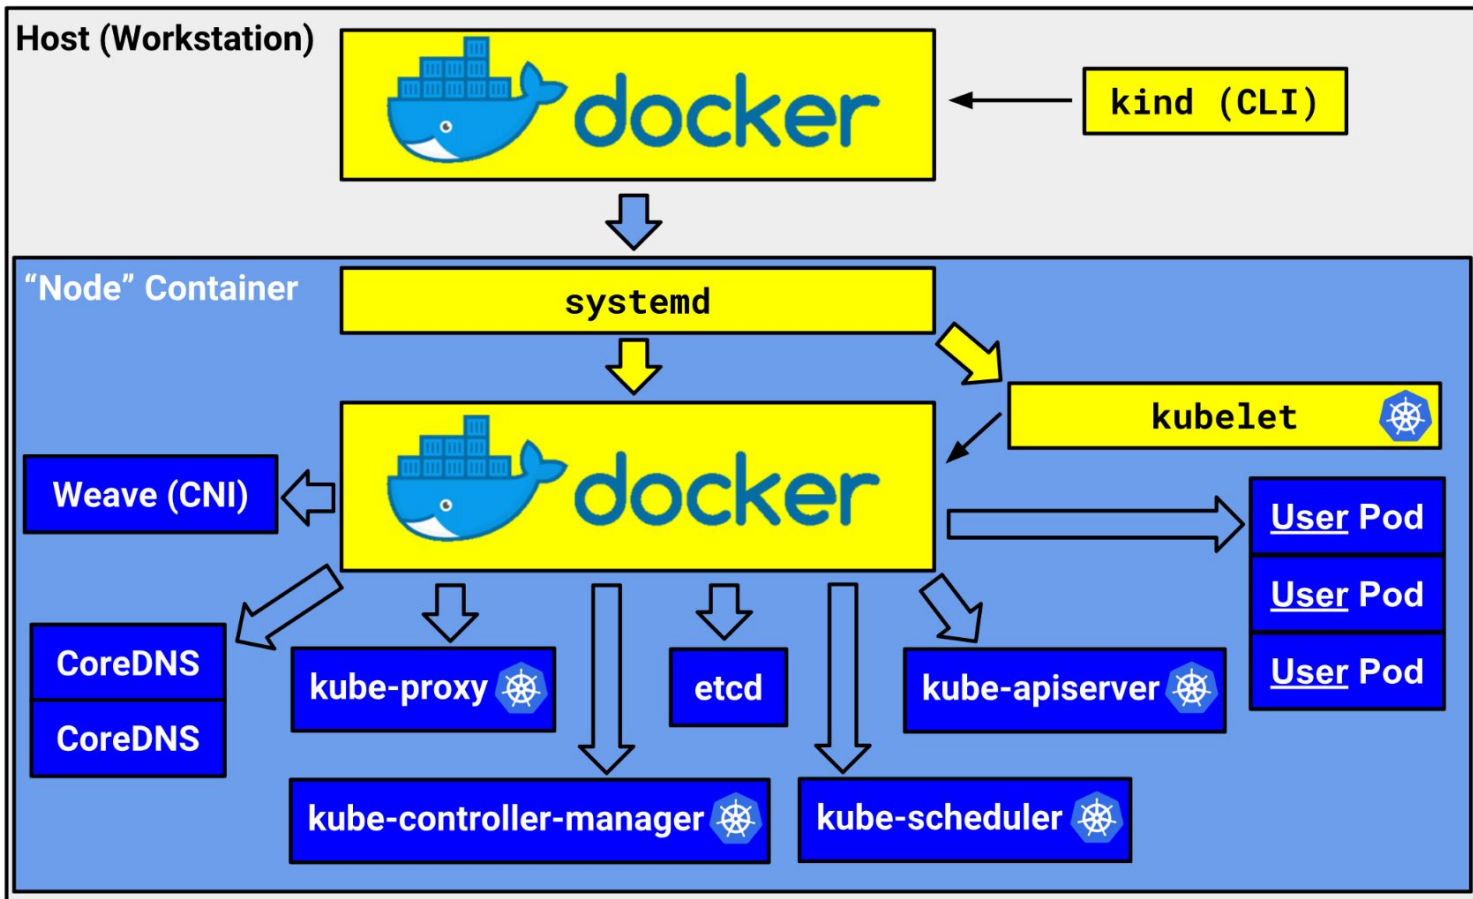 Host (Workstation)
docker
kind (CLI)
“Node” Container
systemd
kubelet
docker
Weave (CNI)
User Pod
User Pod
User Pod
CoreDNS
CoreDNS
kube-proxy
etcd
kube-apiserver
kube-controller-manager
kube-scheduler